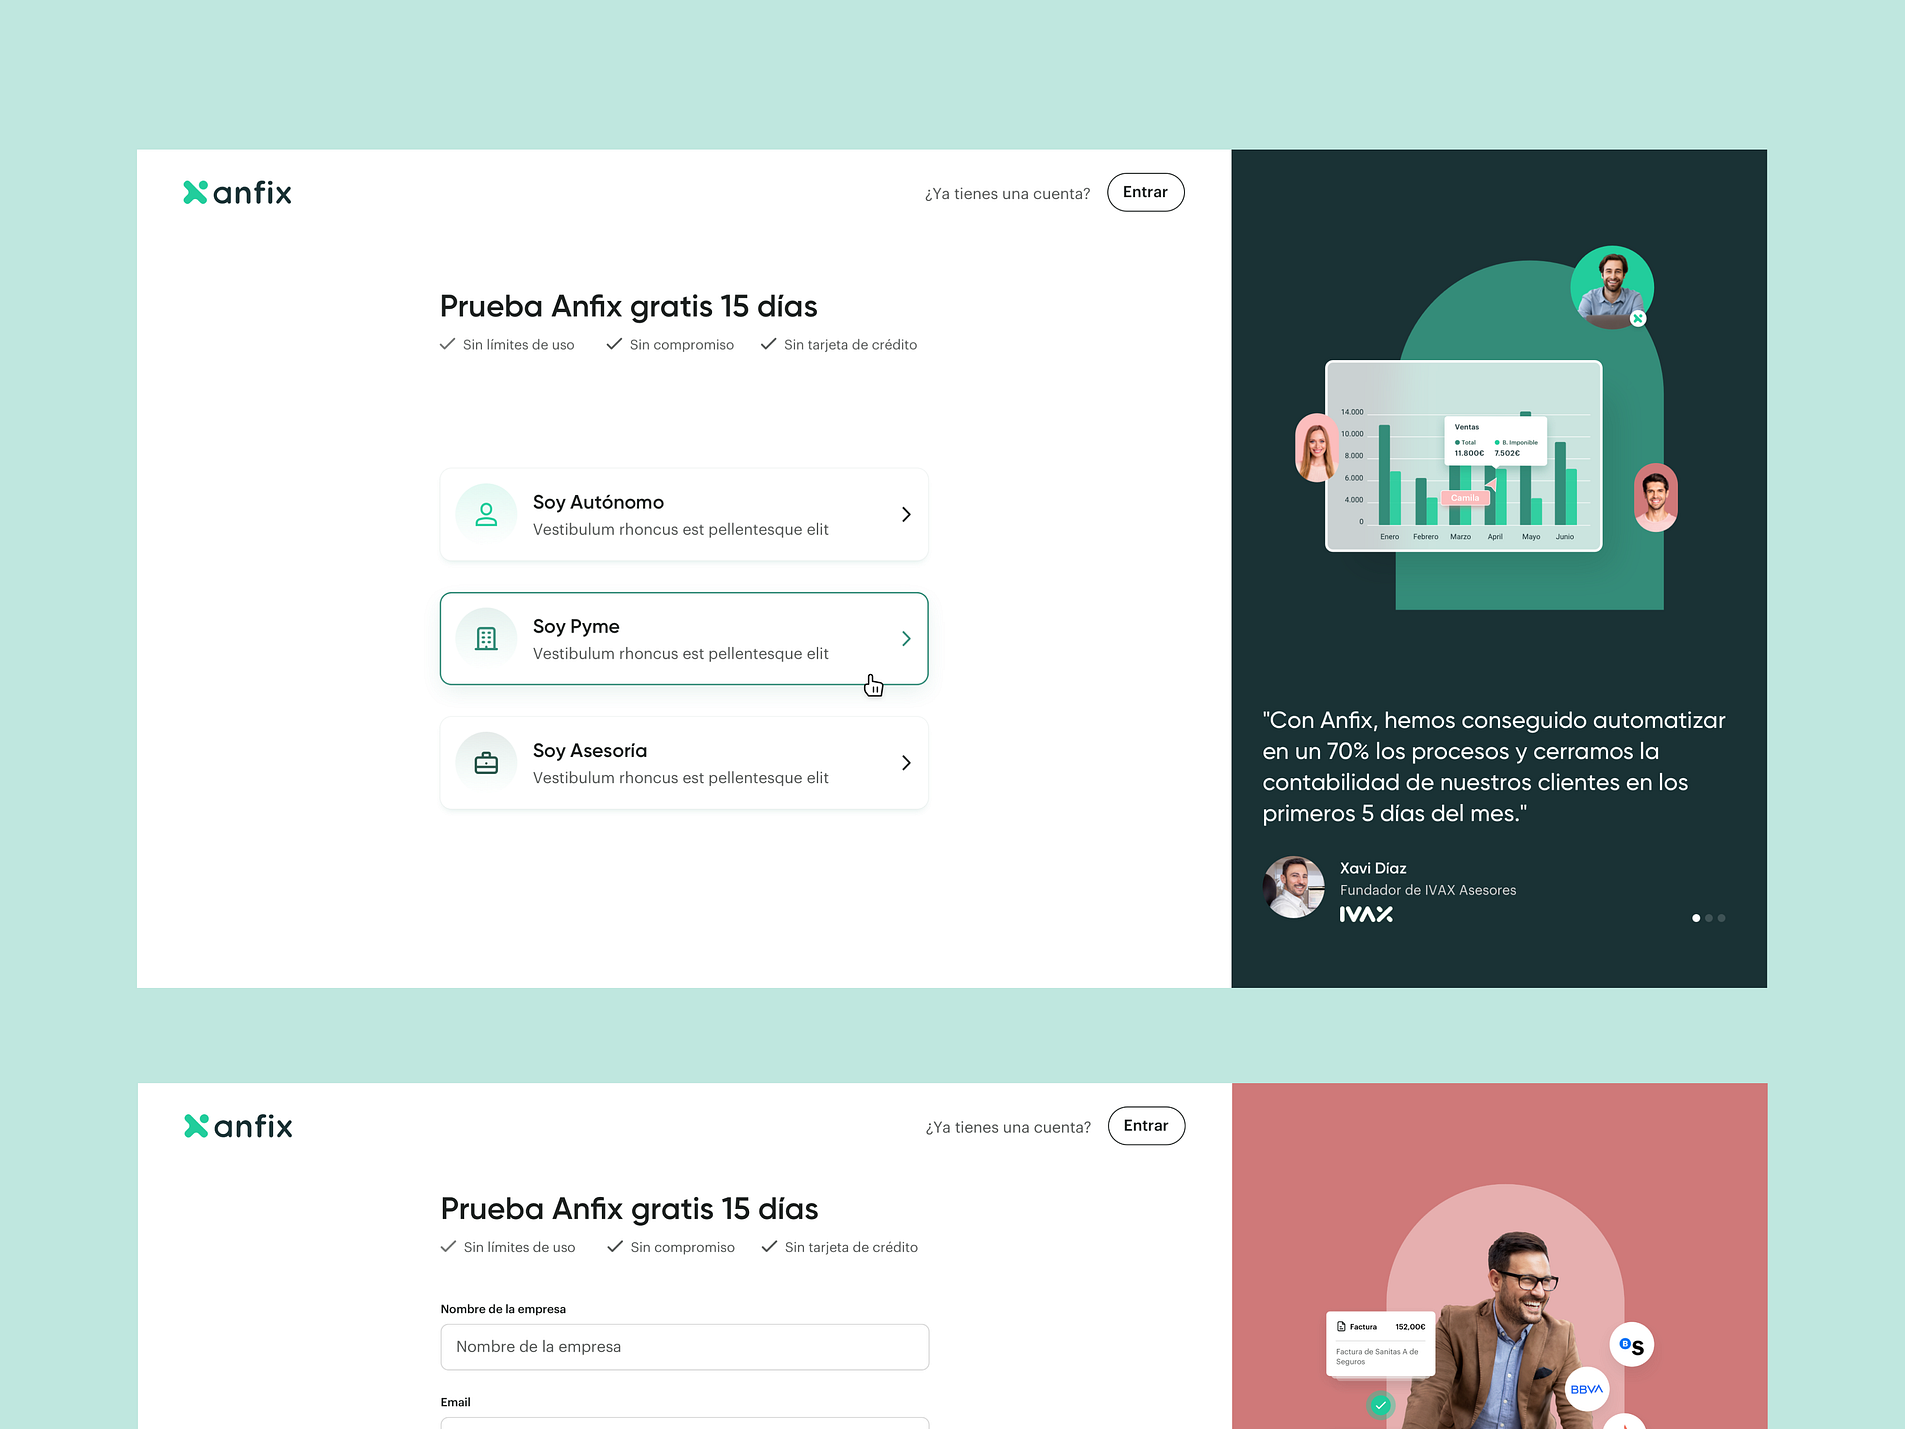 anfix
¿Ya tienes una cuenta?
Entrar
Prueba Anfix gratis 15 días
Sin límites de uso
Sin compromiso
Sin tarjeta de crédito
Soy Autónomo
Vestibulum rhoncus est pellentesque elit
Soy Pyme
Vestibulum rhoncus est pellentesque elit
Soy Asesoría
Vestibulum rhoncus est pellentesque elit
14.000
10.000
8.000
6.000
4.000
0
Ventas
Total
B. Imponible
11.800€
7.502€
Camila
Enero
Febrero
Marzo
April
Mayo
Junio
"Con Anfix, hemos conseguido automatizar
en un 70% los procesos y cerramos la
contabilidad de nuestros clientes en los
primeros 5 días del mes."
Xavi Díaz
Fundador de IVAX Asesores
IVAX
anfix
¿Ya tienes una cuenta?
Entrar
Prueba Anfix gratis 15 días
Sin límites de uso
Sin compromiso
Sin tarjeta de crédito
Nombre de la empresa
Nombre de la empresa
Email
Factura
152,00€
Factura de Sanitas A de
Seguros
B
S
BBVA